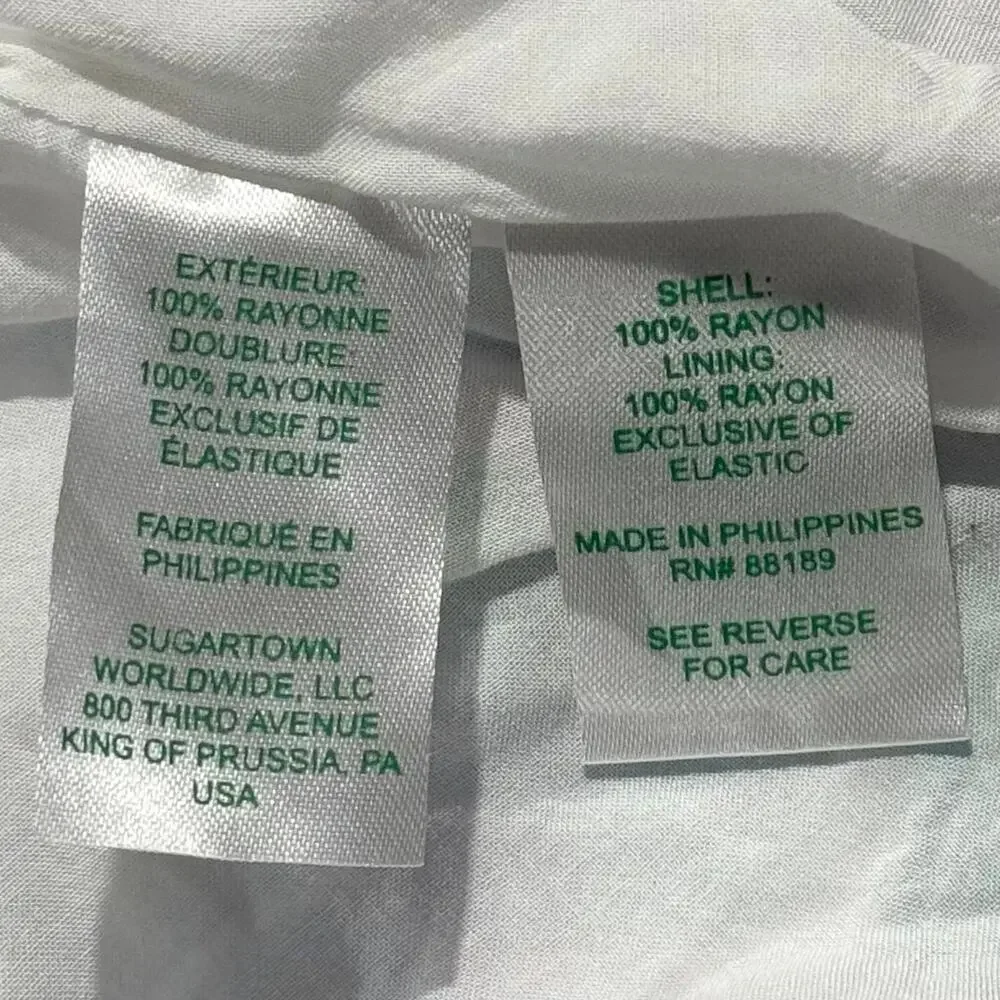 EXTÉRIEUR:
100% RAYONNE
DOUBLURE:
100% RAYONNE
EXCLUSIF DE
ÉLASTIQUE
FABRIQUÉ EN
PHILIPPINES
SUGARTOWN
WORLDWIDE, LLC
800 THIRD AVENUE
KING OF PRUSSIA, PA
USA
SHELL:
100% RAYON
LINING:
100% RAYON
EXCLUSIVE OF
ELASTIC
MADE IN PHILIPPINES
RN# 88189
SEE REVERSE
FOR CARE